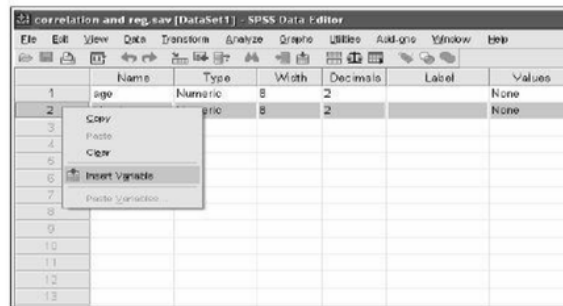 correlation and reg.sav [DataSet1] - SPSS Data Editor
File Edit View Data Transform Analyze Graphs Utilities Add-ons Window Help
Name Type Width Decimals Label Values
1 age Numeric 8 2 None
2 eric 8 2 None
Copy
3
Paste
4
Clear
5
6 Insert Variable
7
Paste Variables...
8
9
10
11
12
13